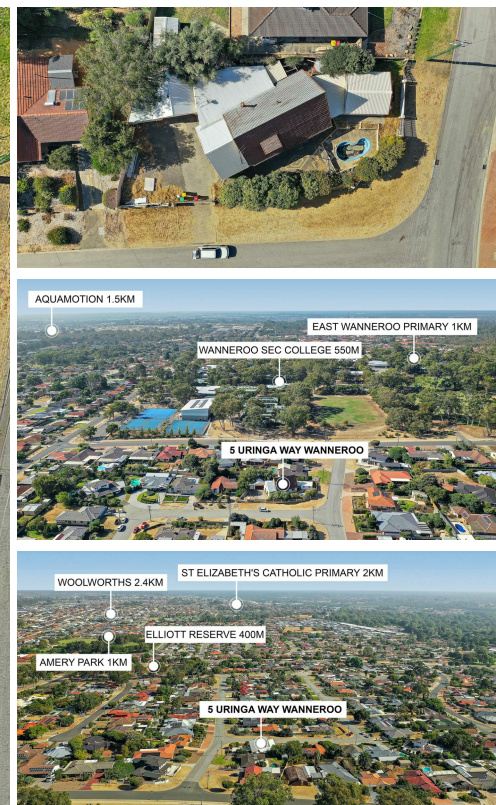 AQUAMOTION 1.5KM
EAST WANNEROO PRIMARY 1KM
WANNEROO SEC COLLEGE 550M
5 URINGA WAY WANNEROO
ST ELIZABETH'S CATHOLIC PRIMARY 2KM
WOOLWORTHS 2.4KM
ELLIOTT RESERVE 400M
AMERY PARK 1KM
5 URINGA WAY WANNEROO